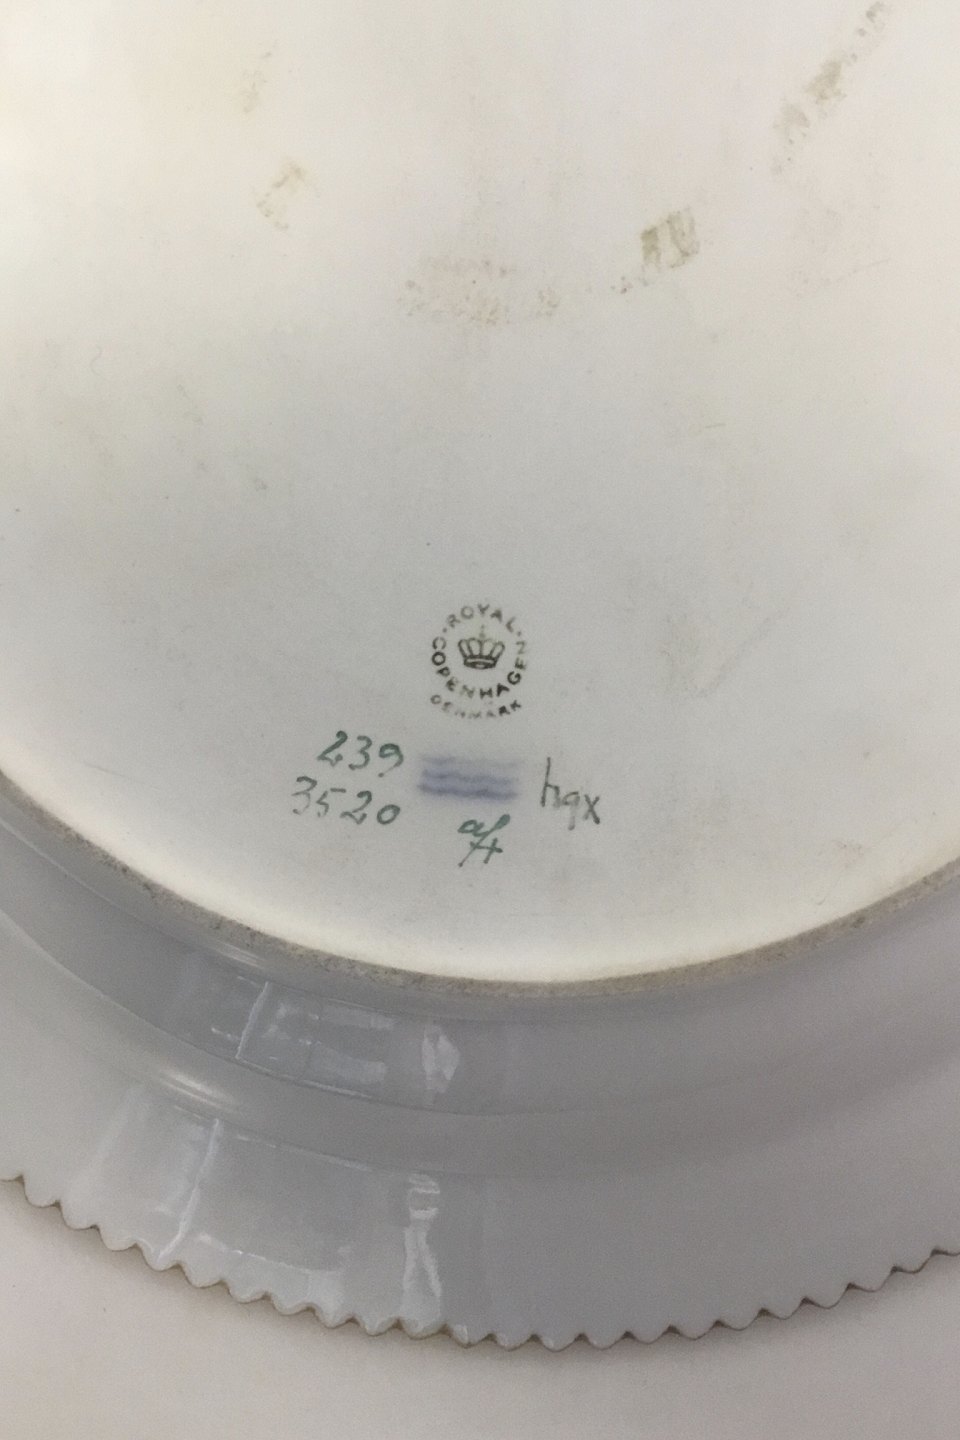 ROYAL
COPENHAGEN
DENMARK
239
3520
hqx